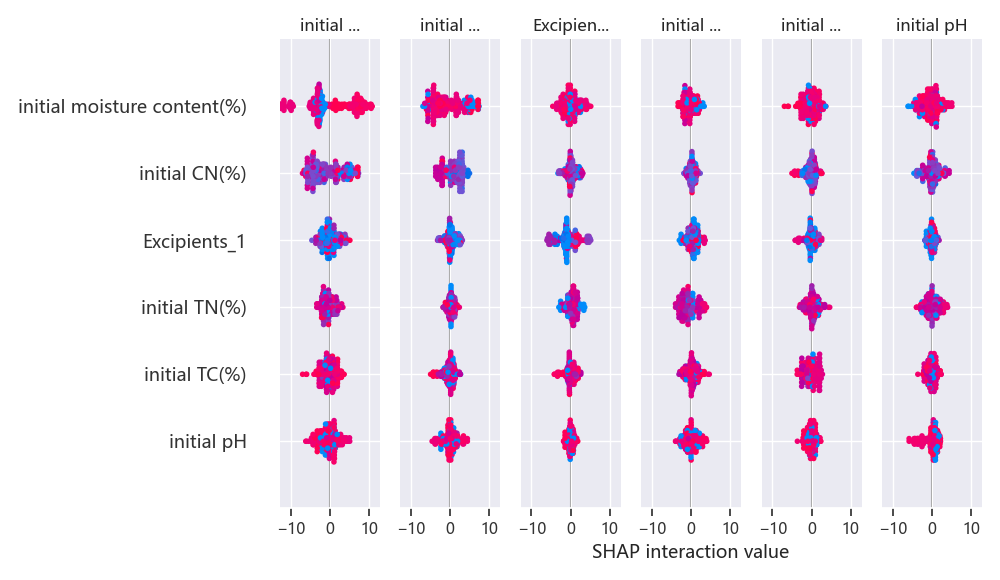 initial ... initial ... Excipien... initial ... initial ... initial pH
initial moisture content(%)
initial CN(%)
Excipients_1
initial TN(%)
initial TC(%)
initial pH
−10 0 10 −10 0 10 −10 0 10 −10 0 10 −10 0 10 −10 0 10
SHAP interaction value